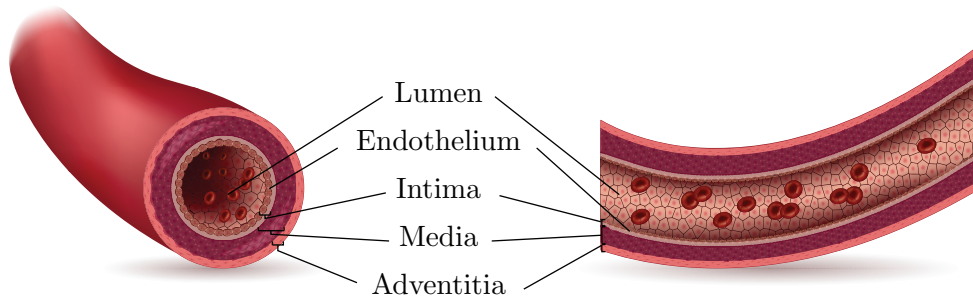 Lumen
Endothelium
Intima
Media
Adventitia